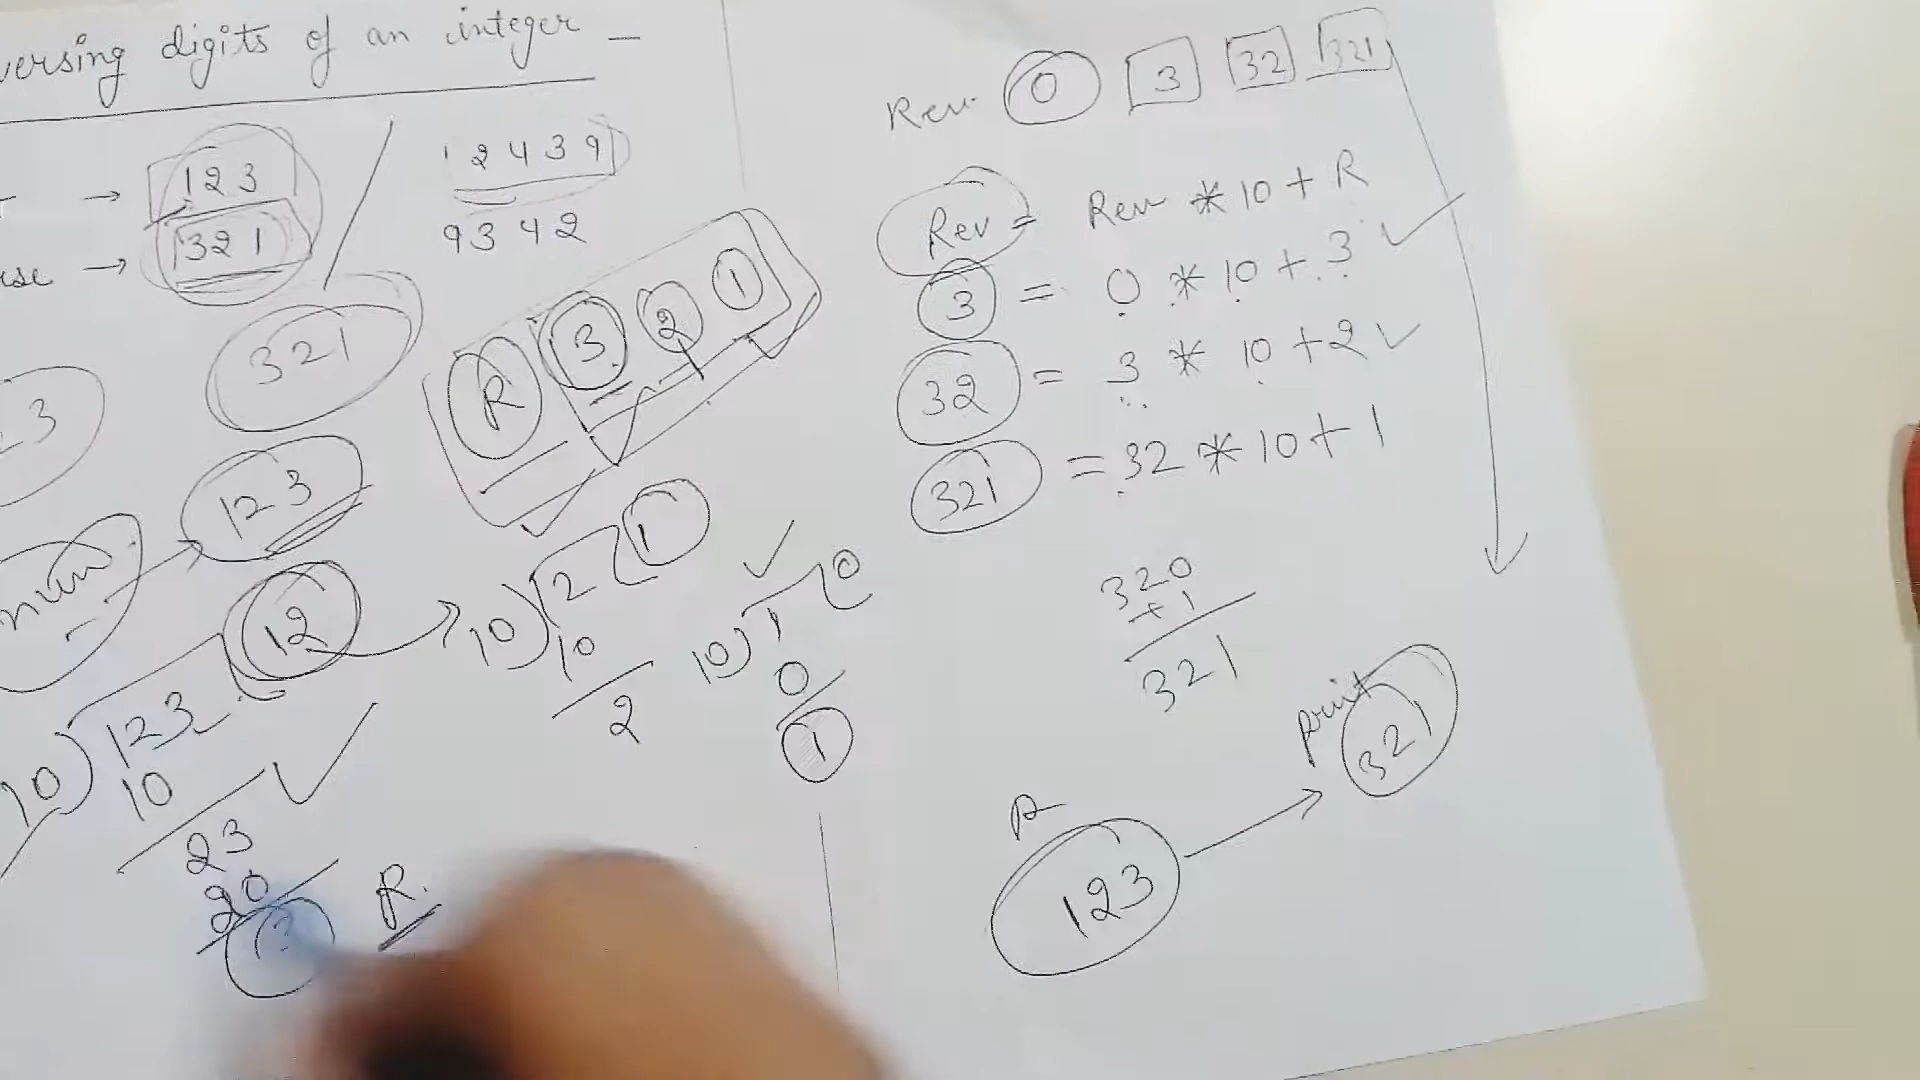 versing digits of an integer -
→ 123
use → 321
12439
9342
321
R 3 2 1
3
123
num
12
10) 123
10
23
20
3
R.
10) 2 1
10
2
10) 1 0
0
1
Rev. 0 3 32 321
Rev = Rev * 10 + R
3 = 0 * 10 + 3
32 = 3 * 10 + 2
321 = 32 * 10 + 1
320
+ 1
321
print
321
123